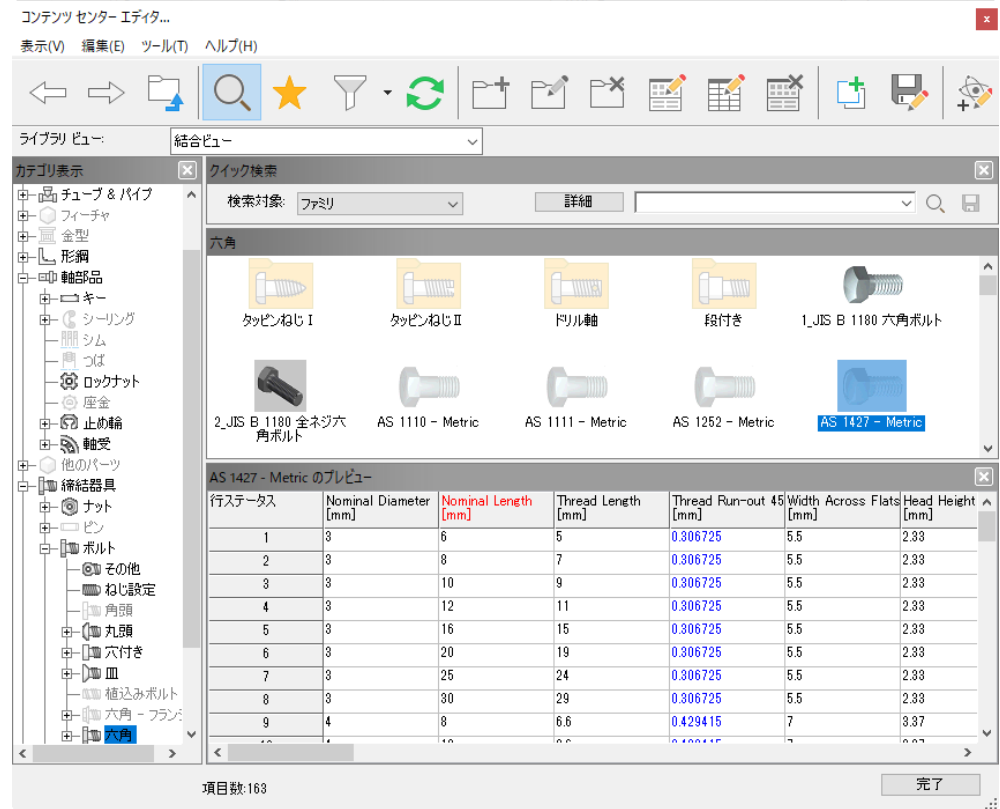 コンテンツ センター エディタ...
x
表示(V) 編集(E) ツール(T) ヘルプ(H)
ライブラリ ビュー: 結合ビュー
カテゴリ表示
チューブ & パイプ
フィーチャ
金型
形鋼
軸部品
キー
シーリング
シム
つば
ロックナット
座金
止め輪
軸受
他のパーツ
締結器具
ナット
ピン
ボルト
その他
ねじ設定
角頭
丸頭
穴付き
皿
植込みボルト
六角 - フランジ
六角
クイック検索
検索対象: ファミリ 詳細
六角
タッピンねじ I
タッピンねじ II
ドリル軸
段付き
1_JIS B 1180 六角ボルト
2_JIS B 1180 全ネジ六
角ボルト
AS 1110 - Metric
AS 1111 - Metric
AS 1252 - Metric
AS 1427 - Metric
AS 1427 - Metric のプレビュー
行ステータス Nominal Diameter [mm] Nominal Length [mm] Thread Length [mm] Thread Run-out 45 [mm] Width Across Flats [mm] Head Height [mm]
1 3 6 5 0.306725 5.5 2.33
2 3 8 7 0.306725 5.5 2.33
3 3 10 9 0.306725 5.5 2.33
4 3 12 11 0.306725 5.5 2.33
5 3 16 15 0.306725 5.5 2.33
6 3 20 19 0.306725 5.5 2.33
7 3 25 24 0.306725 5.5 2.33
8 3 30 29 0.306725 5.5 2.33
9 4 8 6.6 0.429415 7 3.37
項目数:163
完了